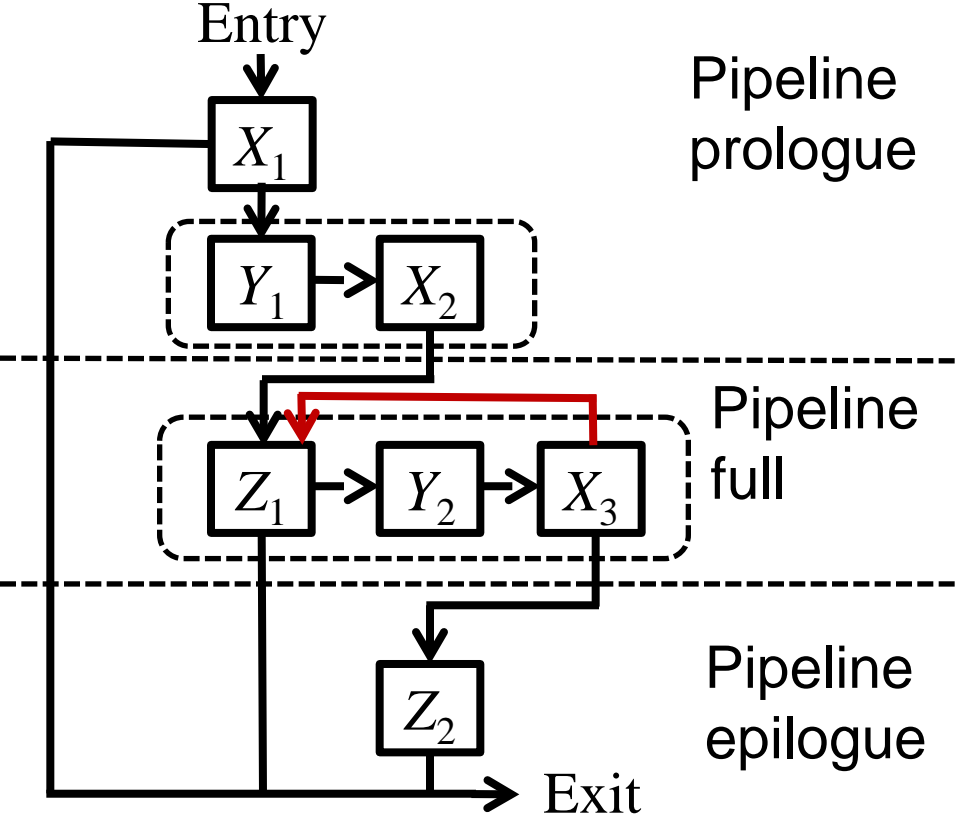 Entry
Pipeline
prologue
X₁
Y₁ X₂
Pipeline
full
Z₁ Y₂ X₃
Pipeline
epilogue
Z₂
Exit